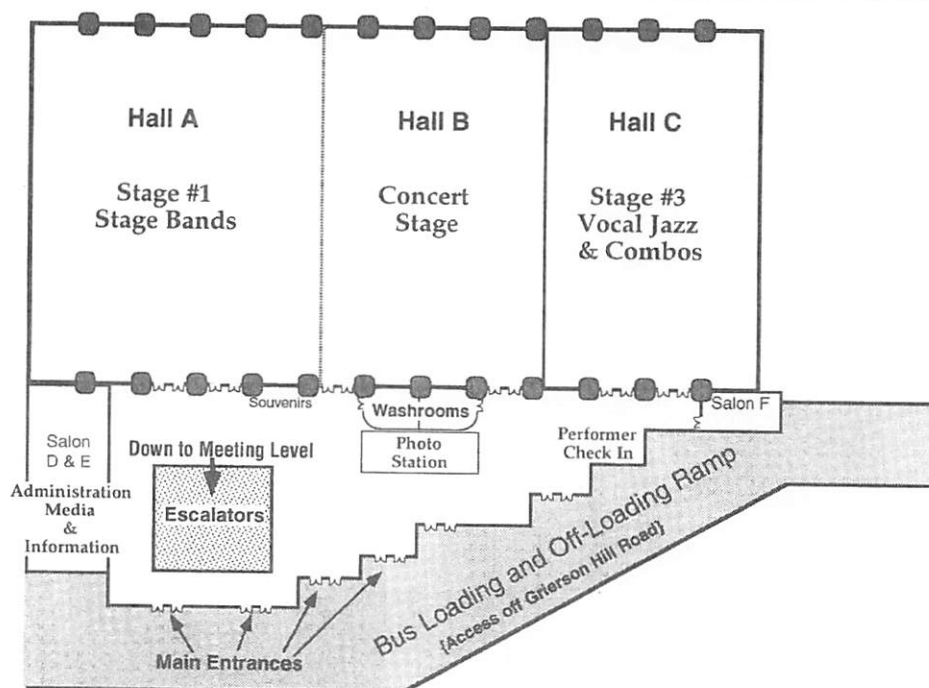 Hall A
Stage #1
Stage Bands
Hall B
Concert
Stage
Hall C
Stage #3
Vocal Jazz
& Combos
Souvenirs
Washrooms
Photo
Station
Salon F
Performer
Check In
Salon
D & E
Administration
Media
&
Information
Down to Meeting Level
Escalators
Main Entrances
Bus Loading and Off-Loading Ramp
{Access off Grierson Hill Road}